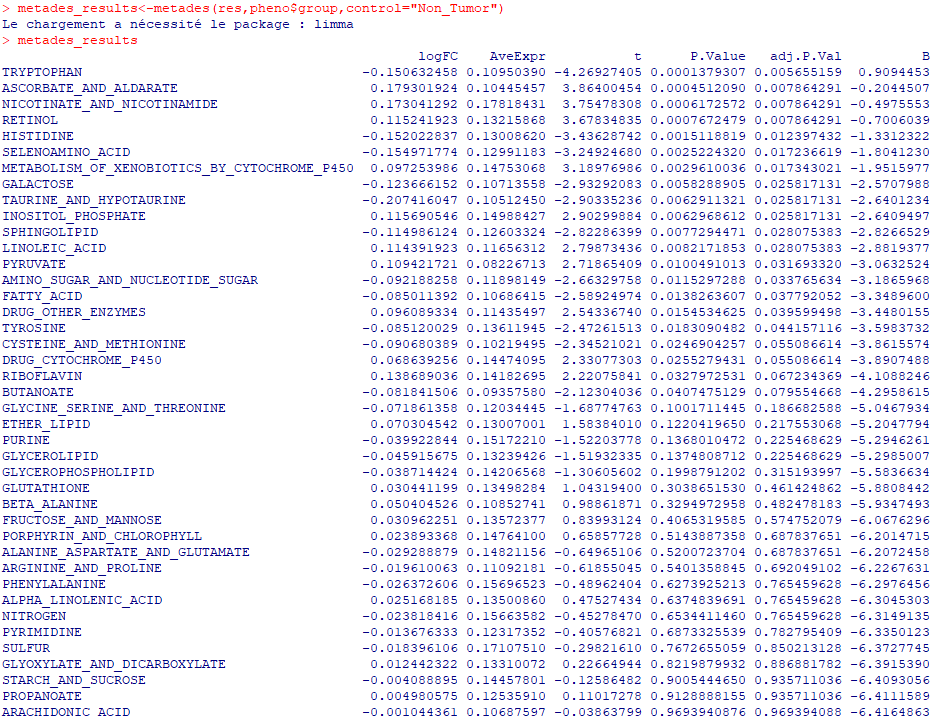 > metades_results<-metades(res,pheno$group,control="Non_Tumor")
Le chargement a nécessité le package : limma
> metades_results
logFC AveExpr t P.Value adj.P.Val B
TRYPTOPHAN -0.150632458 0.10950390 -4.26927405 0.0001379307 0.005655159 0.9094453
ASCORBATE_AND_ALDARATE 0.179301924 0.10445457 3.86400454 0.0004512090 0.007864291 -0.2044507
NICOTINATE_AND_NICOTINAMIDE 0.173041292 0.17818431 3.75478308 0.0006172572 0.007864291 -0.4975553
RETINOL 0.115241923 0.13215868 3.67834835 0.0007672479 0.007864291 -0.7006039
HISTIDINE -0.152022837 0.13008620 -3.43628742 0.0015118819 0.012397432 -1.3312322
SELENOAMINO_ACID -0.154971774 0.12991183 -3.24924680 0.0025224320 0.017236619 -1.8041230
METABOLISM_OF_XENOBIOTICS_BY_CYTOCHROME_P450 0.097253986 0.14753068 3.18976986 0.0029610036 0.017343021 -1.9515977
GALACTOSE -0.123666152 0.10713558 -2.93292083 0.0058288905 0.025817131 -2.5707988
TAURINE_AND_HYPOTAURINE -0.207416047 0.10512450 -2.90335236 0.0062911321 0.025817131 -2.6401234
INOSITOL_PHOSPHATE 0.115690546 0.14988427 2.90299884 0.0062968612 0.025817131 -2.6409497
SPHINGOLIPID -0.114986124 0.12603324 -2.82286399 0.0077294471 0.028075383 -2.8266529
LINOLEIC_ACID 0.114391923 0.11656312 2.79873436 0.0082171853 0.028075383 -2.8819377
PYRUVATE 0.109421721 0.08226713 2.71865409 0.0100491013 0.031693320 -3.0632524
AMINO_SUGAR_AND_NUCLEOTIDE_SUGAR -0.092188258 0.11898149 -2.66329758 0.0115297288 0.033765634 -3.1865968
FATTY_ACID -0.085011392 0.10686415 -2.58924974 0.0138263607 0.037792052 -3.3489600
DRUG_OTHER_ENZYMES 0.096089334 0.11435497 2.54336740 0.0154534625 0.039599498 -3.4480155
TYROSINE -0.085120029 0.13611945 -2.47261513 0.0183090482 0.044157116 -3.5983732
CYSTEINE_AND_METHIONINE -0.090680389 0.10219495 -2.34521021 0.0246904257 0.055086614 -3.8615574
DRUG_CYTOCHROME_P450 0.068639256 0.14474095 2.33077303 0.0255279431 0.055086614 -3.8907488
RIBOFLAVIN 0.138689036 0.14182695 2.22075841 0.0327972531 0.067234369 -4.1088246
BUTANOATE -0.081841506 0.09357580 -2.12304036 0.0407475129 0.079554668 -4.2958615
GLYCINE_SERINE_AND_THREONINE -0.071861358 0.12034445 -1.68774763 0.1001711445 0.186682588 -5.0467934
ETHER_LIPID 0.070304542 0.13007001 1.58384010 0.1220419650 0.217553068 -5.2047794
PURINE -0.039922844 0.15172210 -1.52203778 0.1368010472 0.225468629 -5.2946261
GLYCEROLIPID -0.045915675 0.13239426 -1.51932335 0.1374808712 0.225468629 -5.2985007
GLYCEROPHOSPHOLIPID -0.038714424 0.14206568 -1.30605602 0.1998791202 0.315193997 -5.5836634
GLUTATHIONE 0.030441199 0.13498284 1.04319400 0.3038651530 0.461424862 -5.8808442
BETA_ALANINE 0.050404526 0.10852741 0.98861871 0.3294972958 0.482478183 -5.9347493
FRUCTOSE_AND_MANNOSE 0.030962251 0.13572377 0.83993124 0.4065319585 0.574752079 -6.0676296
PORPHYRIN_AND_CHLOROPHYLL 0.023893368 0.14764100 0.65857728 0.5143887358 0.687837651 -6.2014715
ALANINE_ASPARTATE_AND_GLUTAMATE -0.029288879 0.14821156 -0.64965106 0.5200723704 0.687837651 -6.2072458
ARGININE_AND_PROLINE -0.019610063 0.11092181 -0.61855045 0.5401358845 0.692049102 -6.2267631
PHENYLALANINE -0.026372606 0.15696523 -0.48962404 0.6273925213 0.765459628 -6.2976456
ALPHA_LINOLENIC_ACID 0.025168185 0.13500860 0.47527434 0.6374839691 0.765459628 -6.3045303
NITROGEN -0.023818416 0.15663582 -0.45278470 0.6534411460 0.765459628 -6.3149135
PYRIMIDINE -0.013676333 0.12317352 -0.40576821 0.6873325539 0.782795409 -6.3350123
SULFUR -0.018396106 0.17107510 -0.29821610 0.7672655059 0.850213128 -6.3727745
GLYOXYLATE_AND_DICARBOXYLATE 0.012442322 0.13310072 0.22664944 0.8219879932 0.886881782 -6.3915390
STARCH_AND_SUCROSE -0.004088895 0.14457801 -0.12586482 0.9005444650 0.935711036 -6.4093056
PROPANOATE 0.004980575 0.12535910 0.11017278 0.9128888155 0.935711036 -6.4111589
ARACHIDONIC_ACID -0.001044361 0.10687597 -0.03863799 0.9693940876 0.969394088 -6.4164863